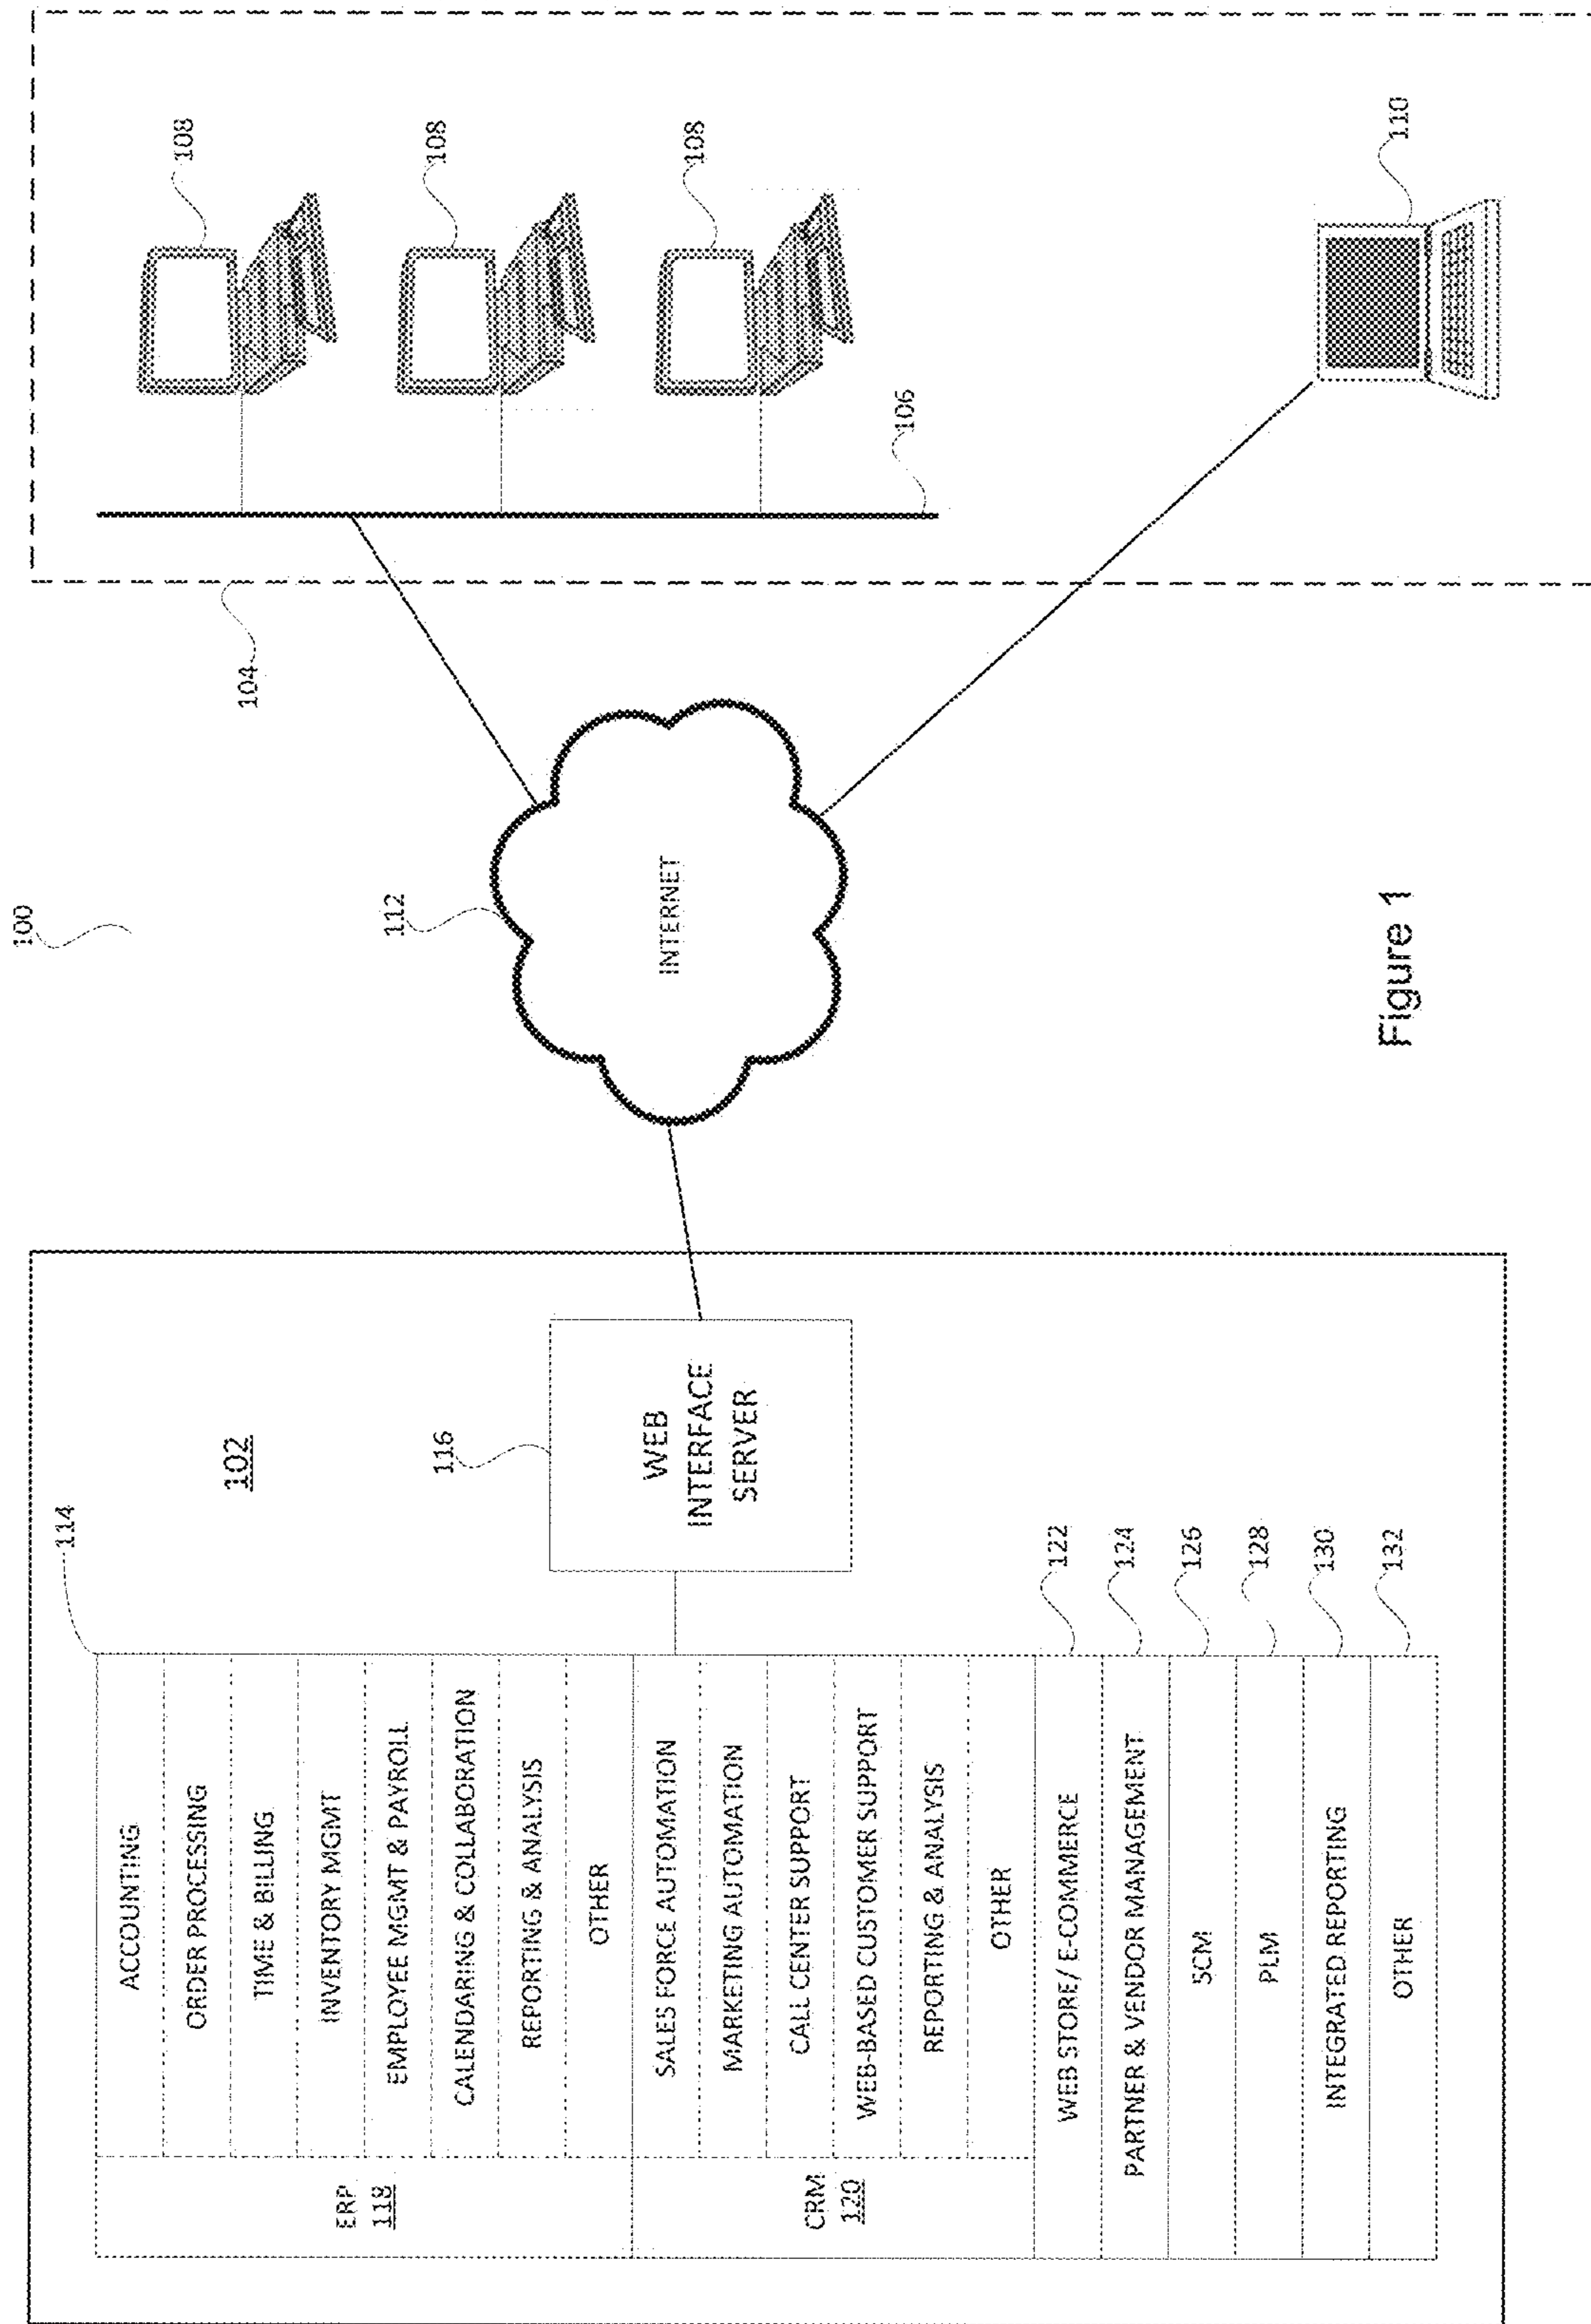 100
102
114
ERP
118
ACCOUNTING
ORDER PROCESSING
TIME & BILLING
INVENTORY MGMT
EMPLOYEE MGMT & PAYROLL
CALENDARING & COLLABORATION
REPORTING & ANALYSIS
OTHER
CRM
120
SALES FORCE AUTOMATION
MARKETING AUTOMATION
CALL CENTER SUPPORT
WEB-BASED CUSTOMER SUPPORT
REPORTING & ANALYSIS
OTHER
WEB STORE/ E-COMMERCE
122
PARTNER & VENDOR MANAGEMENT
124
SCM
126
PLM
128
INTEGRATED REPORTING
130
OTHER
132
116
WEB
INTERFACE
SERVER
112
INTERNET
104
108
108
108
106
110
Figure 1